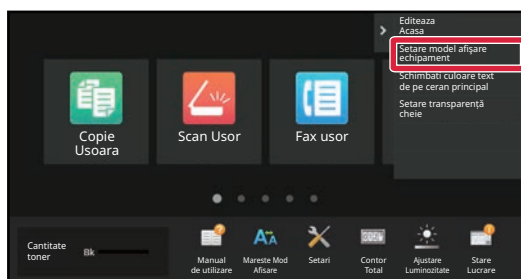 Editeaza
Acasa
Setare model afişare
echipament
Schimbati culoare text
de pe ceran principal
Setare transparență
cheie
Copie
Usoara
Scan Usor
Fax usor
Cantitate
toner
Bk
Manual
de utilizare
Mareste Mod
Afisare
Setari
Contor
Total
Ajustare
Luminozitate
Stare
Lucrare